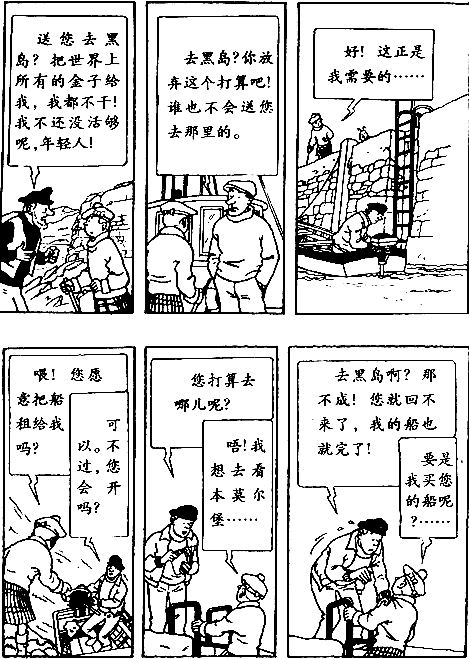 送您去黑
岛？把世界上
所有的金子给
我，我都不干！
我不还没活够
呢，年轻人！
去黑岛？你放
弃这个打算吧！
谁也不会送您
去那里的。
好！这正是
我需要的……
喂！您愿
意把船
租给我
吗？
可
以。不
过，您
会开
吗？
您打算去
哪儿呢？
唔！我
想去看
本莫尔
堡……
去黑岛啊？那
不成！您就回不
来了，我的船也
就完了！
要是
我买您
的船呢
？……